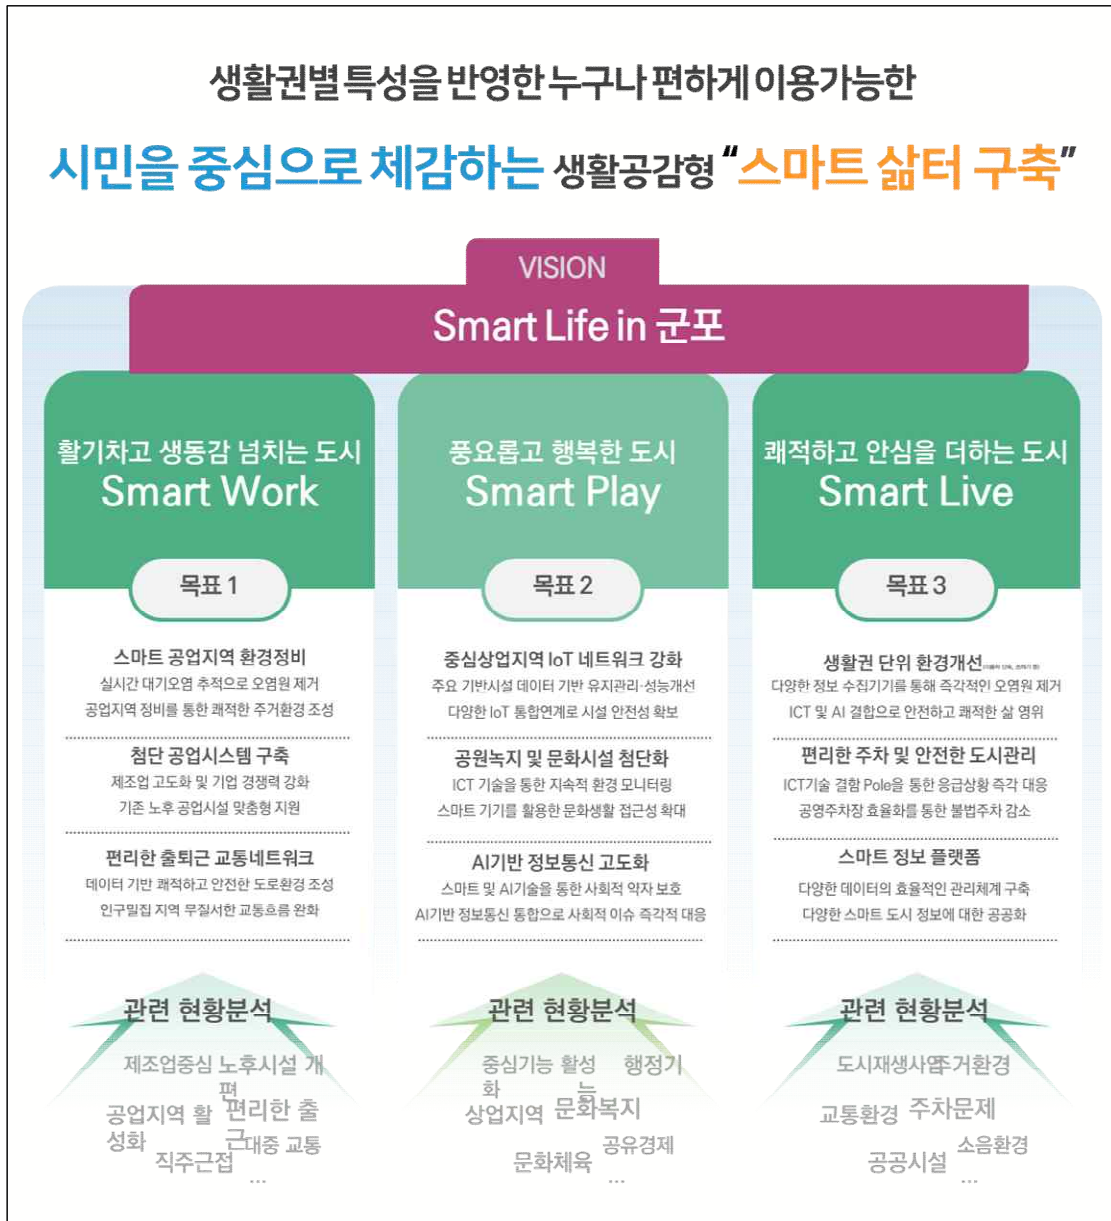 생활권별 특성을 반영한 누구나 편하게 이용가능한
시민을 중심으로 체감하는 생활공감형 “스마트 삶터 구축”
VISION
Smart Life in 군포
활기차고 생동감 넘치는 도시
Smart Work
목표 1
스마트 공업지역 환경정비
실시간 대기오염 추적으로 오염원 제거
공업지역 정비를 통한 쾌적한 주거환경 조성
첨단 공업시스템 구축
제조업 고도화 및 기업 경쟁력 강화
기존 노후 공업시설 맞춤형 지원
편리한 출퇴근 교통네트워크
데이터 기반 쾌적하고 안전한 도로환경 조성
인구밀집 지역 무질서한 교통흐름 완화
관련 현황분석
제조업중심 노후시설 개
편
공업지역 활
성화
편리한 출
근
대중 교통
직주근접
...
풍요롭고 행복한 도시
Smart Play
목표 2
중심상업지역 IoT 네트워크 강화
주요 기반시설 데이터 기반 유지관리·성능개선
다양한 IoT 통합연계로 시설 안전성 확보
공원녹지 및 문화시설 첨단화
ICT 기술을 통한 지속적 환경 모니터링
스마트 기기를 활용한 문화생활 접근성 확대
AI기반 정보통신 고도화
스마트 및 AI기술을 통한 사회적 약자 보호
AI기반 정보통신 통합으로 사회적 이슈 즉각적 대응
관련 현황분석
중심기능 활성
화
행정기
능
상업지역 문화복지
공유경제
문화체육
...
쾌적하고 안심을 더하는 도시
Smart Live
목표 3
생활권 단위 환경개선
다양한 정보 수집기기를 통해 즉각적인 오염원 제거
ICT 및 AI 결합으로 안전하고 쾌적한 삶 영위
편리한 주차 및 안전한 도시관리
ICT기술 결함 Pole을 통한 응급상황 즉각 대응
공영주차장 효율화를 통한 불법주차 감소
스마트 정보 플랫폼
다양한 데이터의 효율적인 관리체계 구축
다양한 스마트 도시 정보에 대한 공공화
관련 현황분석
도시재생사업 주거환경
교통환경 주차문제
소음환경
공공시설
...